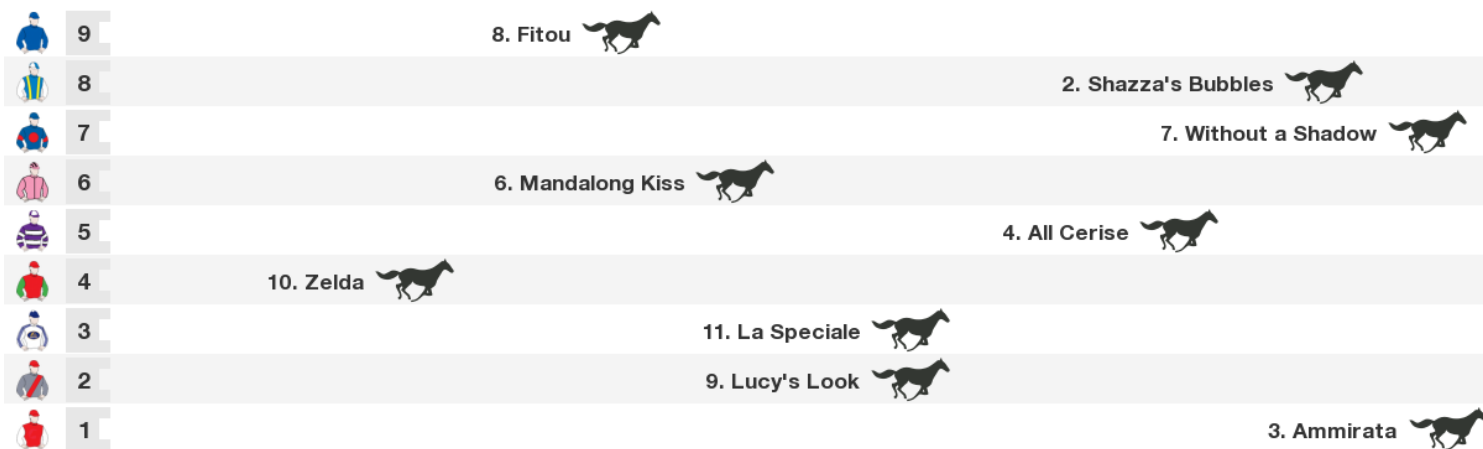 9 8. Fitou
8 2. Shazza's Bubbles
7 7. Without a Shadow
6 6. Mandalong Kiss
5 4. All Cerise
4 10. Zelda
3 11. La Speciale
2 9. Lucy's Look
1 3. Ammirata